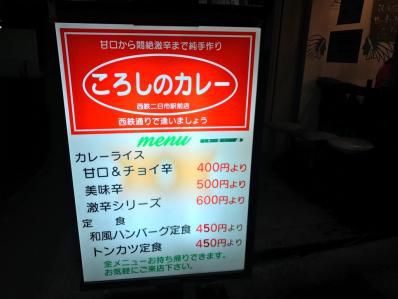 甘口から悶絶激辛まで純手作り
ころしのカレー
西鉄二日市駅前店
西鉄通りで逢いましょう
menu
カレーライス
甘口＆チョイ辛 400円より
美味辛 500円より
激辛シリーズ 600円より
定食
和風ハンバーグ定食 450円より
トンカツ定食 450円より
全メニューお持ち帰りできます。
お気軽にご来店下さい。